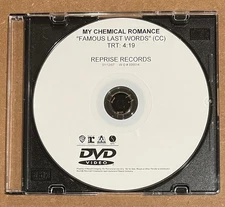 MY CHEMICAL ROMANCE
"FAMOUS LAST WORDS" (CC)
TRT: 4:19
REPRISE RECORDS
DVD
VIDEO